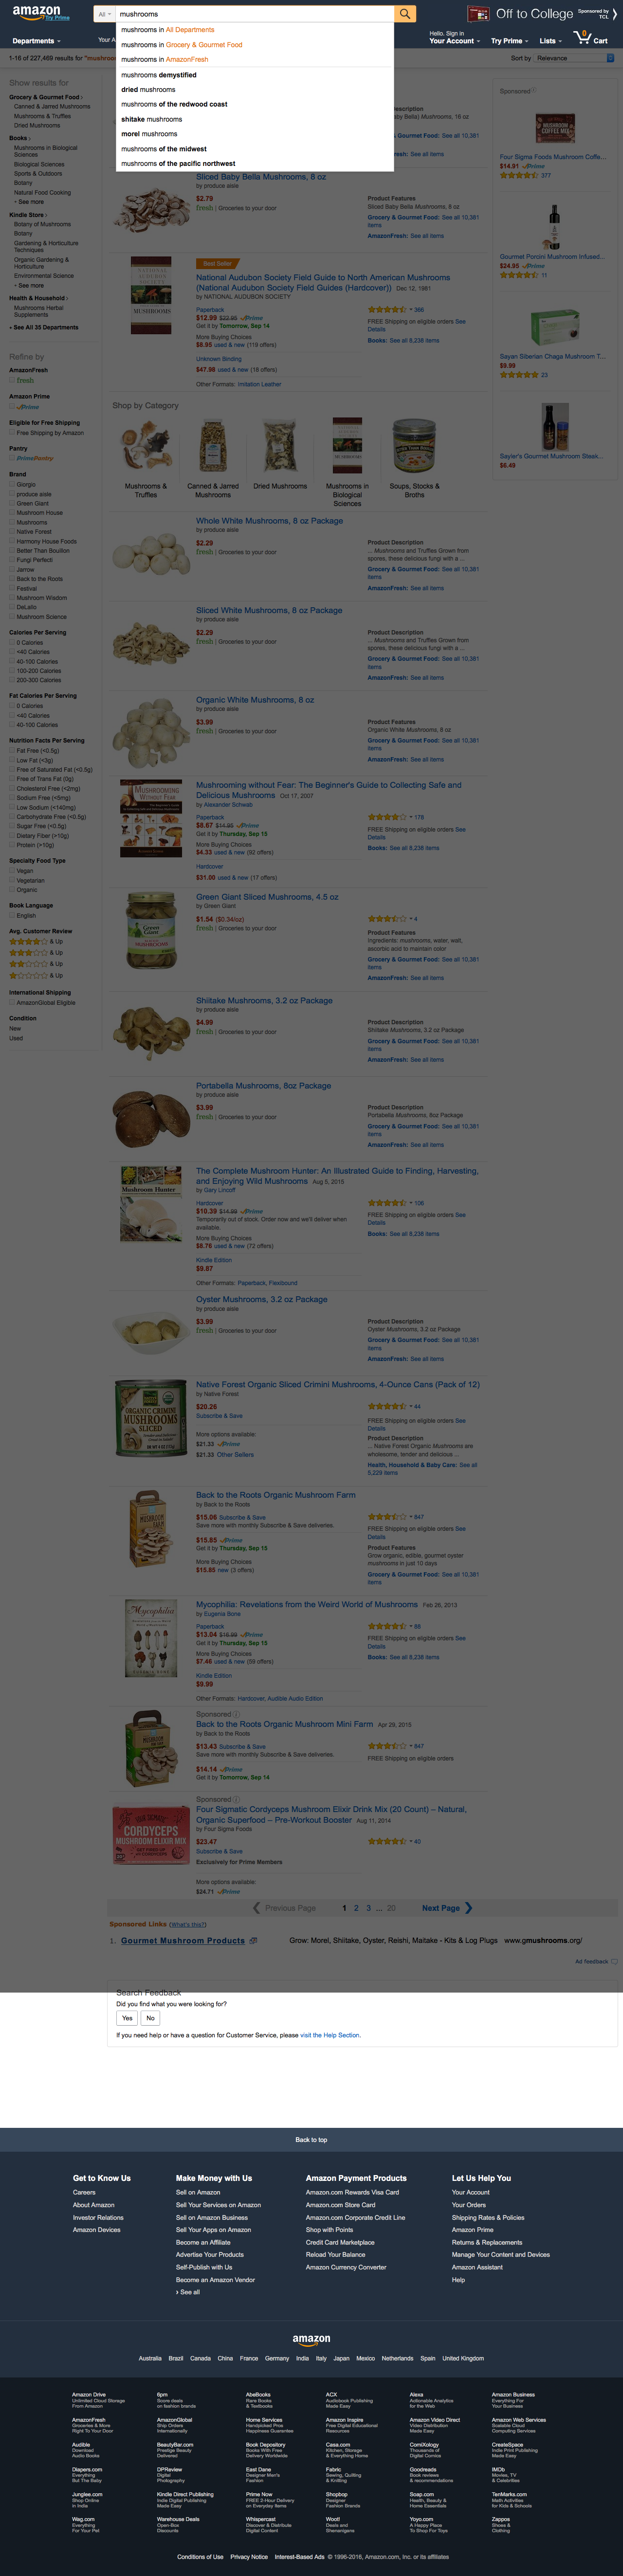 amazon
Try Prime
All
mushrooms
Off to College
Sponsored by
TCL
Departments
Your A
Hello. Sign in
Your Account
Try Prime
Lists
0
Cart
mushrooms in All Departments
mushrooms in Grocery & Gourmet Food
mushrooms in AmazonFresh
mushrooms demystified
dried mushrooms
mushrooms of the redwood coast
shitake mushrooms
morel mushrooms
mushrooms of the midwest
mushrooms of the pacific northwest
1-16 of 227,469 results for "mushroom
Sort by Relevance
Show results for
Grocery & Gourmet Food
Canned & Jarred Mushrooms
Mushrooms & Truffles
Dried Mushrooms
Books
Mushrooms in Biological
Sciences
Biological Sciences
Sports & Outdoors
Botany
Natural Food Cooking
+ See more
Kindle Store
Botany of Mushrooms
Botany
Gardening & Horticulture
Techniques
Organic Gardening &
Horticulture
Environmental Science
+ See more
Health & Household
Mushrooms Herbal
Supplements
+ See All 35 Departments
Refine by
AmazonFresh
fresh
Amazon Prime
Prime
Eligible for Free Shipping
Free Shipping by Amazon
Pantry
PrimePantry
Brand
Giorgio
produce aisle
Green Giant
Mushroom House
Mushrooms
Native Forest
Harmony House Foods
Better Than Bouillon
Fungi Perfecti
Jarrow
Back to the Roots
Festival
Mushroom Wisdom
DeLallo
Mushroom Science
Calories Per Serving
0 Calories
<40 Calories
40-100 Calories
100-200 Calories
200-300 Calories
Fat Calories Per Serving
0 Calories
<40 Calories
40-100 Calories
Nutrition Facts Per Serving
Fat Free (<0.5g)
Low Fat (<3g)
Free of Saturated Fat (<0.5g)
Free of Trans Fat (0g)
Cholesterol Free (<2mg)
Sodium Free (<5mg)
Low Sodium (<140mg)
Carbohydrate Free (<0.5g)
Sugar Free (<0.5g)
Dietary Fiber (>10g)
Protein (>10g)
Specialty Food Type
Vegan
Vegetarian
Organic
Book Language
English
Avg. Customer Review
& Up
& Up
& Up
& Up
International Shipping
AmazonGlobal Eligible
Condition
New
Used
Description
aby Bella) Mushrooms, 16 oz
& Gourmet Food: See all 10,381
Fresh: See all items
Sliced Baby Bella Mushrooms, 8 oz
by produce aisle
$2.79
fresh | Groceries to your door
Product Features
Sliced Baby Bella Mushrooms, 8 oz
Grocery & Gourmet Food: See all 10,381
items
AmazonFresh: See all items
Best Seller
National Audubon Society Field Guide to North American Mushrooms
(National Audubon Society Field Guides (Hardcover)) Dec 12, 1981
by NATIONAL AUDUBON SOCIETY
Paperback
$12.99 $22.95 Prime
Get it by Tomorrow, Sep 14
More Buying Choices
$8.95 used & new (119 offers)
Unknown Binding
$47.98 used & new (18 offers)
Other Formats: Imitation Leather
366
FREE Shipping on eligible orders See
Details
Books: See all 8,238 items
Shop by Category
Mushrooms &
Truffles
Canned & Jarred
Mushrooms
Dried Mushrooms
Mushrooms in
Biological
Sciences
Soups, Stocks &
Broths
Whole White Mushrooms, 8 oz Package
by produce aisle
$2.29
fresh | Groceries to your door
Product Description
... Mushrooms and Truffles Grown from
spores, these delicious fungi with a ...
Grocery & Gourmet Food: See all 10,381
items
AmazonFresh: See all items
Sliced White Mushrooms, 8 oz Package
by produce aisle
$2.29
fresh | Groceries to your door
Product Description
... Mushrooms and Truffles Grown from
spores, these delicious fungi with a ...
Grocery & Gourmet Food: See all 10,381
items
AmazonFresh: See all items
Organic White Mushrooms, 8 oz
by produce aisle
$3.99
fresh | Groceries to your door
Product Features
Organic White Mushrooms, 8 oz
Grocery & Gourmet Food: See all 10,381
items
AmazonFresh: See all items
Mushrooming without Fear: The Beginner's Guide to Collecting Safe and
Delicious Mushrooms Oct 17, 2007
by Alexander Schwab
Paperback
$8.67 $14.95 Prime
Get it by Thursday, Sep 15
More Buying Choices
$4.33 used & new (92 offers)
Hardcover
$31.00 used & new (17 offers)
179
FREE Shipping on eligible orders See
Details
Books: See all 8,238 items
Green Giant Sliced Mushrooms, 4.5 oz
by Green Giant
$1.54 ($0.34/oz)
fresh | Groceries to your door
4
Product Features
Ingredients: mushrooms, water, wall,
ascorbic acid to maintain color
Grocery & Gourmet Food: See all 10,381
items
AmazonFresh: See all items
Shiitake Mushrooms, 3.2 oz Package
by produce aisle
$4.99
fresh | Groceries to your door
Product Description
Shiitake Mushrooms, 3.2 oz Package
Grocery & Gourmet Food: See all 10,381
items
AmazonFresh: See all items
Portabella Mushrooms, 8oz Package
by produce aisle
$3.99
fresh | Groceries to your door
Product Description
Portabella Mushrooms, 8oz Package
Grocery & Gourmet Food: See all 10,381
items
AmazonFresh: See all items
The Complete Mushroom Hunter: An Illustrated Guide to Finding, Harvesting,
and Enjoying Wild Mushrooms Aug 5, 2015
by Gary Lincoff
Hardcover
$10.39 $14.99 Prime
Temporarily out of stock. Order now and we'll deliver when
available.
More Buying Choices
$6.76 used & new (72 offers)
Kindle Edition
$9.87
Other Formats: Paperback, Flexibound
106
FREE Shipping on eligible orders See
Details
Books: See all 8,238 items
Oyster Mushrooms, 3.2 oz Package
by produce aisle
$3.99
fresh | Groceries to your door
Product Description
Oyster Mushrooms, 3.2 oz Package
Grocery & Gourmet Food: See all 10,381
items
AmazonFresh: See all items
Native Forest Organic Sliced Crimini Mushrooms, 4-Ounce Cans (Pack of 12)
by Native Forest
$20.26
Subscribe & Save
More options available:
$21.33 Prime
$21.33 Other Sellers
44
FREE Shipping on eligible orders See
Details
Product Description
... Native Forest Organic Mushrooms are
wholesome, tender and delicious ...
Health, Household & Baby Care: See all
5,229 items
Back to the Roots Organic Mushroom Farm
by Back to the Roots
$15.06 Subscribe & Save
Save more with monthly Subscribe & Save deliveries.
$15.85 Prime
Get it by Thursday, Sep 15
More Buying Choices
$15.85 new (3 offers)
847
FREE Shipping on eligible orders See
Details
Product Features
Grow organic, edible, gourmet oyster
mushrooms in just 10 days
Grocery & Gourmet Food: See all 10,381
items
Mycophilia: Revelations from the Weird World of Mushrooms Feb 26, 2013
by Eugenia Bone
Paperback
$13.04 $16.99 Prime
Get it by Thursday, Sep 15
More Buying Choices
$7.46 used & new (59 offers)
Kindle Edition
$9.99
Other Formats: Hardcover, Audible Audio Edition
88
FREE Shipping on eligible orders See
Details
Books: See all 8,238 items
Sponsored
Back to the Roots Organic Mushroom Mini Farm Apr 29, 2015
by Back to the Roots
$13.43 Subscribe & Save
Save more with monthly Subscribe & Save deliveries.
$14.14 Prime
Get it by Tomorrow, Sep 14
847
FREE Shipping on eligible orders
Sponsored
Four Sigmatic Cordyceps Mushroom Elixir Drink Mix (20 Count) – Natural,
Organic Superfood – Pre-Workout Booster Aug 11, 2014
by Four Sigma Foods
$23.47
Subscribe & Save
Exclusively for Prime Members
More options available:
$24.71 Prime
40
Sponsored
Four Sigma Foods Mushroom Coffe...
$14.91 Prime
377
Gourmet Porcini Mushroom Infused...
$24.95 Prime
11
Sayan Siberian Chaga Mushroom T...
$9.99
23
Sayler's Gourmet Mushroom Steak...
$6.49
Previous Page
1 2 3 ... 20
Next Page
Sponsored Links (What's this?)
1. Gourmet Mushroom Products
Grow: Morel, Shiitake, Oyster, Reishi, Maitake - Kits & Log Plugs www.gmushrooms.org/
Ad feedback
Search Feedback
Did you find what you were looking for?
Yes
No
If you need help or have a question for Customer Service, please visit the Help Section.
Back to top
Get to Know Us
Careers
About Amazon
Investor Relations
Amazon Devices
Make Money with Us
Sell on Amazon
Sell Your Services on Amazon
Sell on Amazon Business
Sell Your Apps on Amazon
Become an Affiliate
Advertise Your Products
Self-Publish with Us
Become an Amazon Vendor
› See all
Amazon Payment Products
Amazon.com Rewards Visa Card
Amazon.com Store Card
Amazon.com Corporate Credit Line
Shop with Points
Credit Card Marketplace
Reload Your Balance
Amazon Currency Converter
Let Us Help You
Your Account
Your Orders
Shipping Rates & Policies
Amazon Prime
Returns & Replacements
Manage Your Content and Devices
Amazon Assistant
Help
amazon
Australia Brazil Canada China France Germany India Italy Japan Mexico Netherlands Spain United Kingdom
Amazon Drive
Unlimited Cloud Storage
From Amazon
6pm
Score deals
on fashion brands
AbeBooks
Rare Books
& Textbooks
ACX
Audiobook Publishing
Made Easy
Alexa
Actionable Analytics
for the Web
Amazon Business
Everything For
Your Business
AmazonFresh
Groceries & More
Right To Your Door
AmazonGlobal
Ship Orders
Internationally
Home Services
Handpicked Pros
Happiness Guarantee
Amazon Inspire
Free Digital Educational
Resources
Amazon Video Direct
Video Distribution
Made Easy
Amazon Web Services
Scalable Cloud
Computing Services
Audible
Download
Audio Books
BeautyBar.com
Prestige Beauty
Delivered
Book Depository
Books With Free
Delivery Worldwide
Casa.com
Kitchen, Storage
& Everything Home
ComiXology
Thousands of
Digital Comics
CreateSpace
Indie Print Publishing
Made Easy
Diapers.com
Everything
But The Baby
DPReview
Digital
Photography
East Dane
Designer Men's
Fashion
Fabric
Sewing, Quilting
& Knitting
Goodreads
Book reviews
& recommendations
IMDb
Movies, TV
& Celebrities
Junglee.com
Shop Online
in India
Kindle Direct Publishing
Indie Digital Publishing
Made Easy
Prime Now
FREE 2-Hour Delivery
on Everyday Items
Shopbop
Designer
Fashion Brands
Soap.com
Health, Beauty &
Home Essentials
TenMarks.com
Math Activities
for Kids & Schools
Wag.com
Everything
For Your Pet
Warehouse Deals
Open-Box
Discounts
Whispercast
Discover & Distribute
Digital Content
Woot!
Deals and
Shenanigans
Yoyo.com
A Happy Place
To Shop For Toys
Zappos
Shoes &
Clothing
Conditions of Use Privacy Notice Interest-Based Ads © 1996-2016, Amazon.com, Inc. or its affiliates